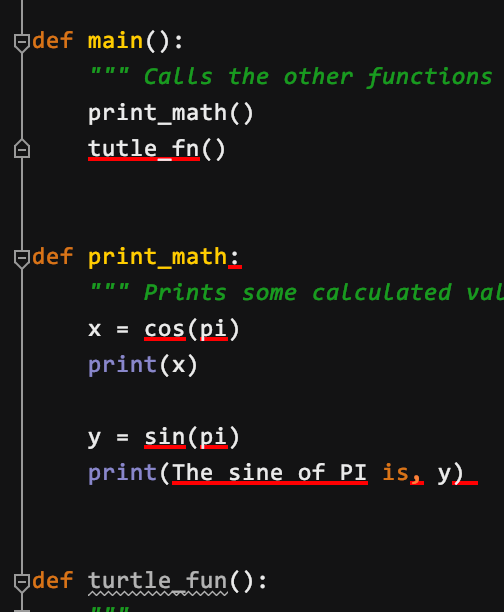 def main():
""" Calls the other functions
print_math()
tutle_fn()
def print_math:
""" Prints some calculated
x = cos(pi)
print(x)
y = sin(pi)
print(The sine of PI is, y)
def turtle_fun():
"""